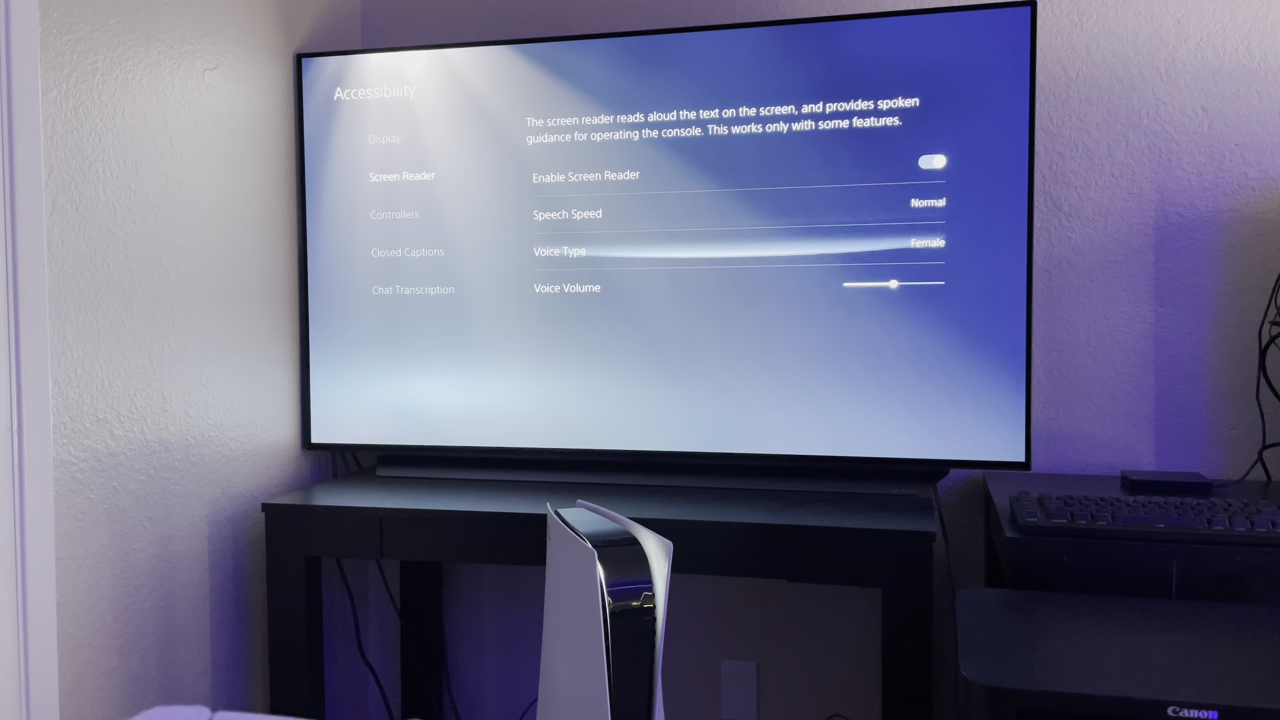 Accessibility
The screen reader reads aloud the text on the screen, and provides spoken
guidance for operating the console. This works only with some features.
Display
Screen Reader
Controllers
Closed Captions
Chat Transcription
Enable Screen Reader
Speech Speed Normal
Voice Type Female
Voice Volume
Canon